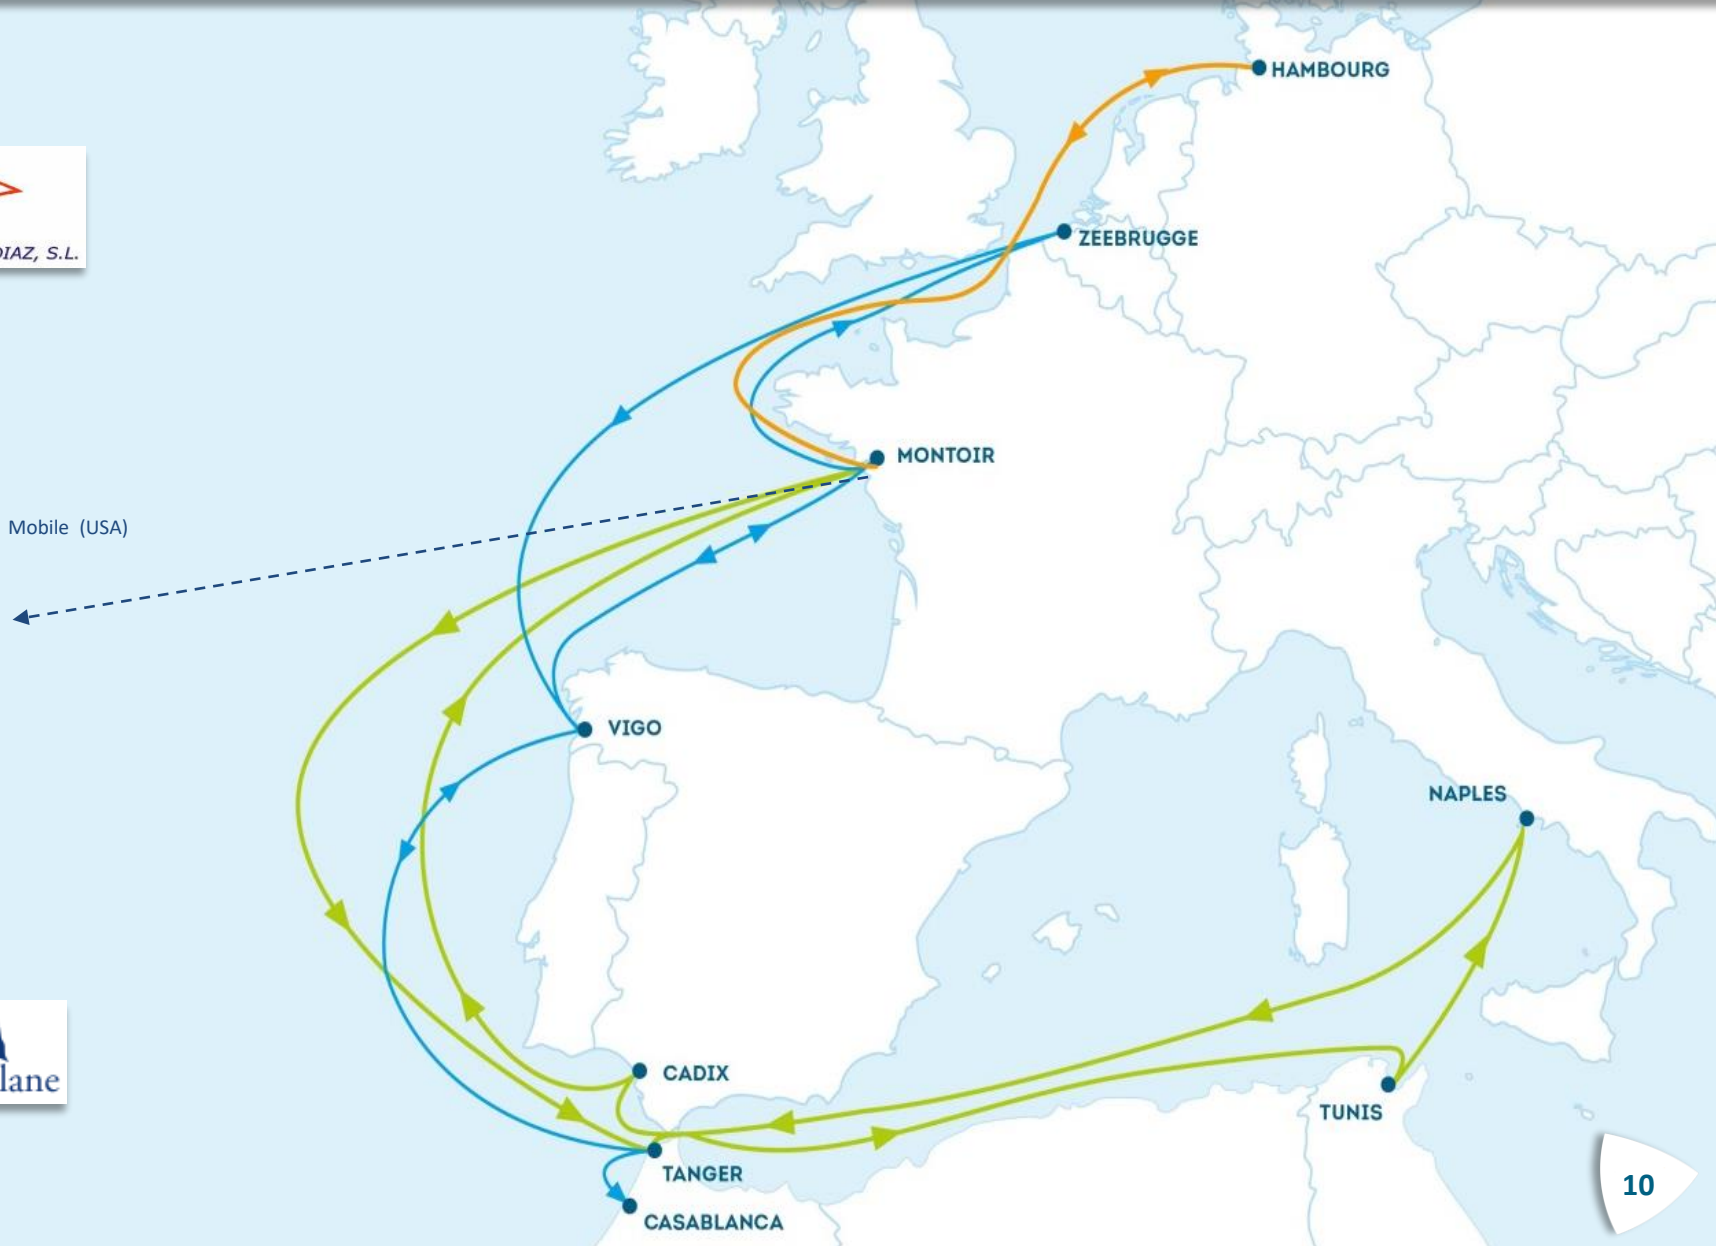 HAMBOURG
DIAZ, S.L.
ZEEBRUGGE
MONTOIR
Mobile (USA)
VIGO
NAPLES
CADIX
lane
TUNIS
TANGER
10
CASABLANCA